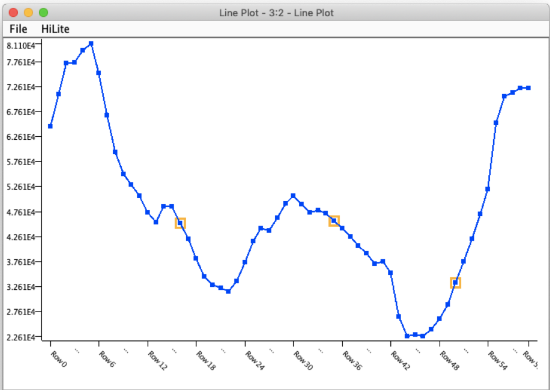 Line Plot - 3:2 - Line Plot
File HiLite
8.110E4
7.761E4
7.261E4
6.761E4
6.261E4
5.761E4
5.261E4
4.761E4
4.261E4
3.761E4
3.261E4
2.761E4
2.261E4
Row0 ... Row6 ... Row12 ... Row18 ... Row24 ... Row30 ... Row36 ... Row42 ... Row48 ... Row54 ...